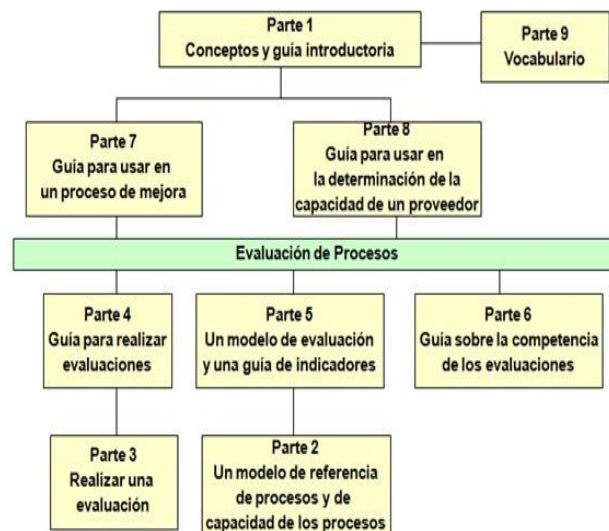 Parte 1
Conceptos y guía introductoria
Parte 9
Vocabulario
Parte 7
Guía para usar en
un proceso de mejora
Parte 8
Guía para usar en
la determinación de la
capacidad de un proveedor
Evaluación de Procesos
Parte 4
Guía para realizar
evaluaciones
Parte 5
Un modelo de evaluación
y una guía de indicadores
Parte 6
Guía sobre la competencia
de los evaluaciones
Parte 3
Realizar una
evaluación
Parte 2
Un modelo de referencia
de procesos y de
capacidad de los procesos